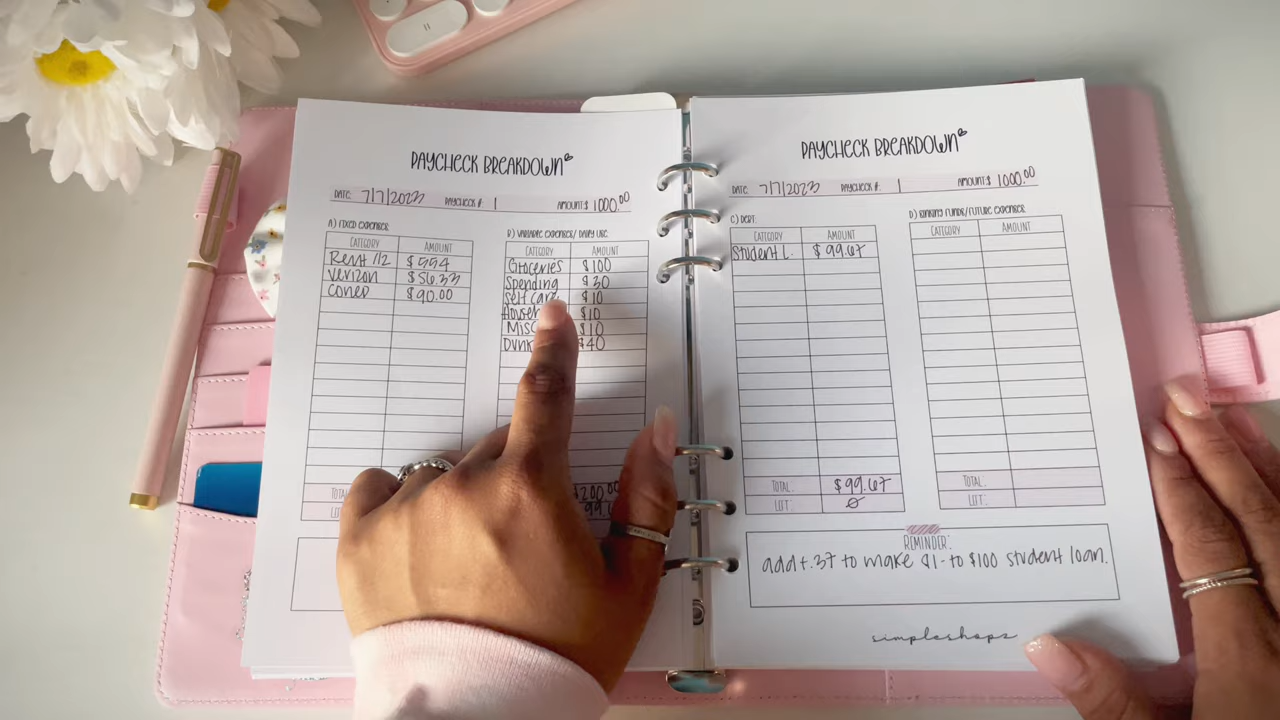 PAYCHECK BREAKDOWN
DATE: 7/7/2023 PAYCHECK #: 1 AMOUNT:$ 1000.00
A) FIXED EXPENSES
CATEGORY AMOUNT
Rent 1/2 $554
Verizon $56.33
CONED $90.00
TOTAL:
B) VARIABLE EXPENSES/ DAILY USE
CATEGORY AMOUNT
Groceries $100
Spending $30
Self Care $10
$10
Misc $10
$40
$200.00
PAYCHECK BREAKDOWN
DATE: 7/7/2023 PAYCHECK #: 1 AMOUNT:$ 1000.00
C) DEBT:
CATEGORY AMOUNT
Student L. $99.67
TOTAL: $99.67
LEFT: Ø
D) SINKING FUNDS/FUTURE EXPENSES
CATEGORY AMOUNT
TOTAL:
LEFT:
REMINDER:
add +.37 to make $1- to $100 student loan.
simpleshopz